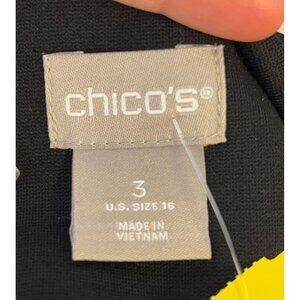 chico's®
3
U.S. SIZE 16
MADE IN
VIETNAM